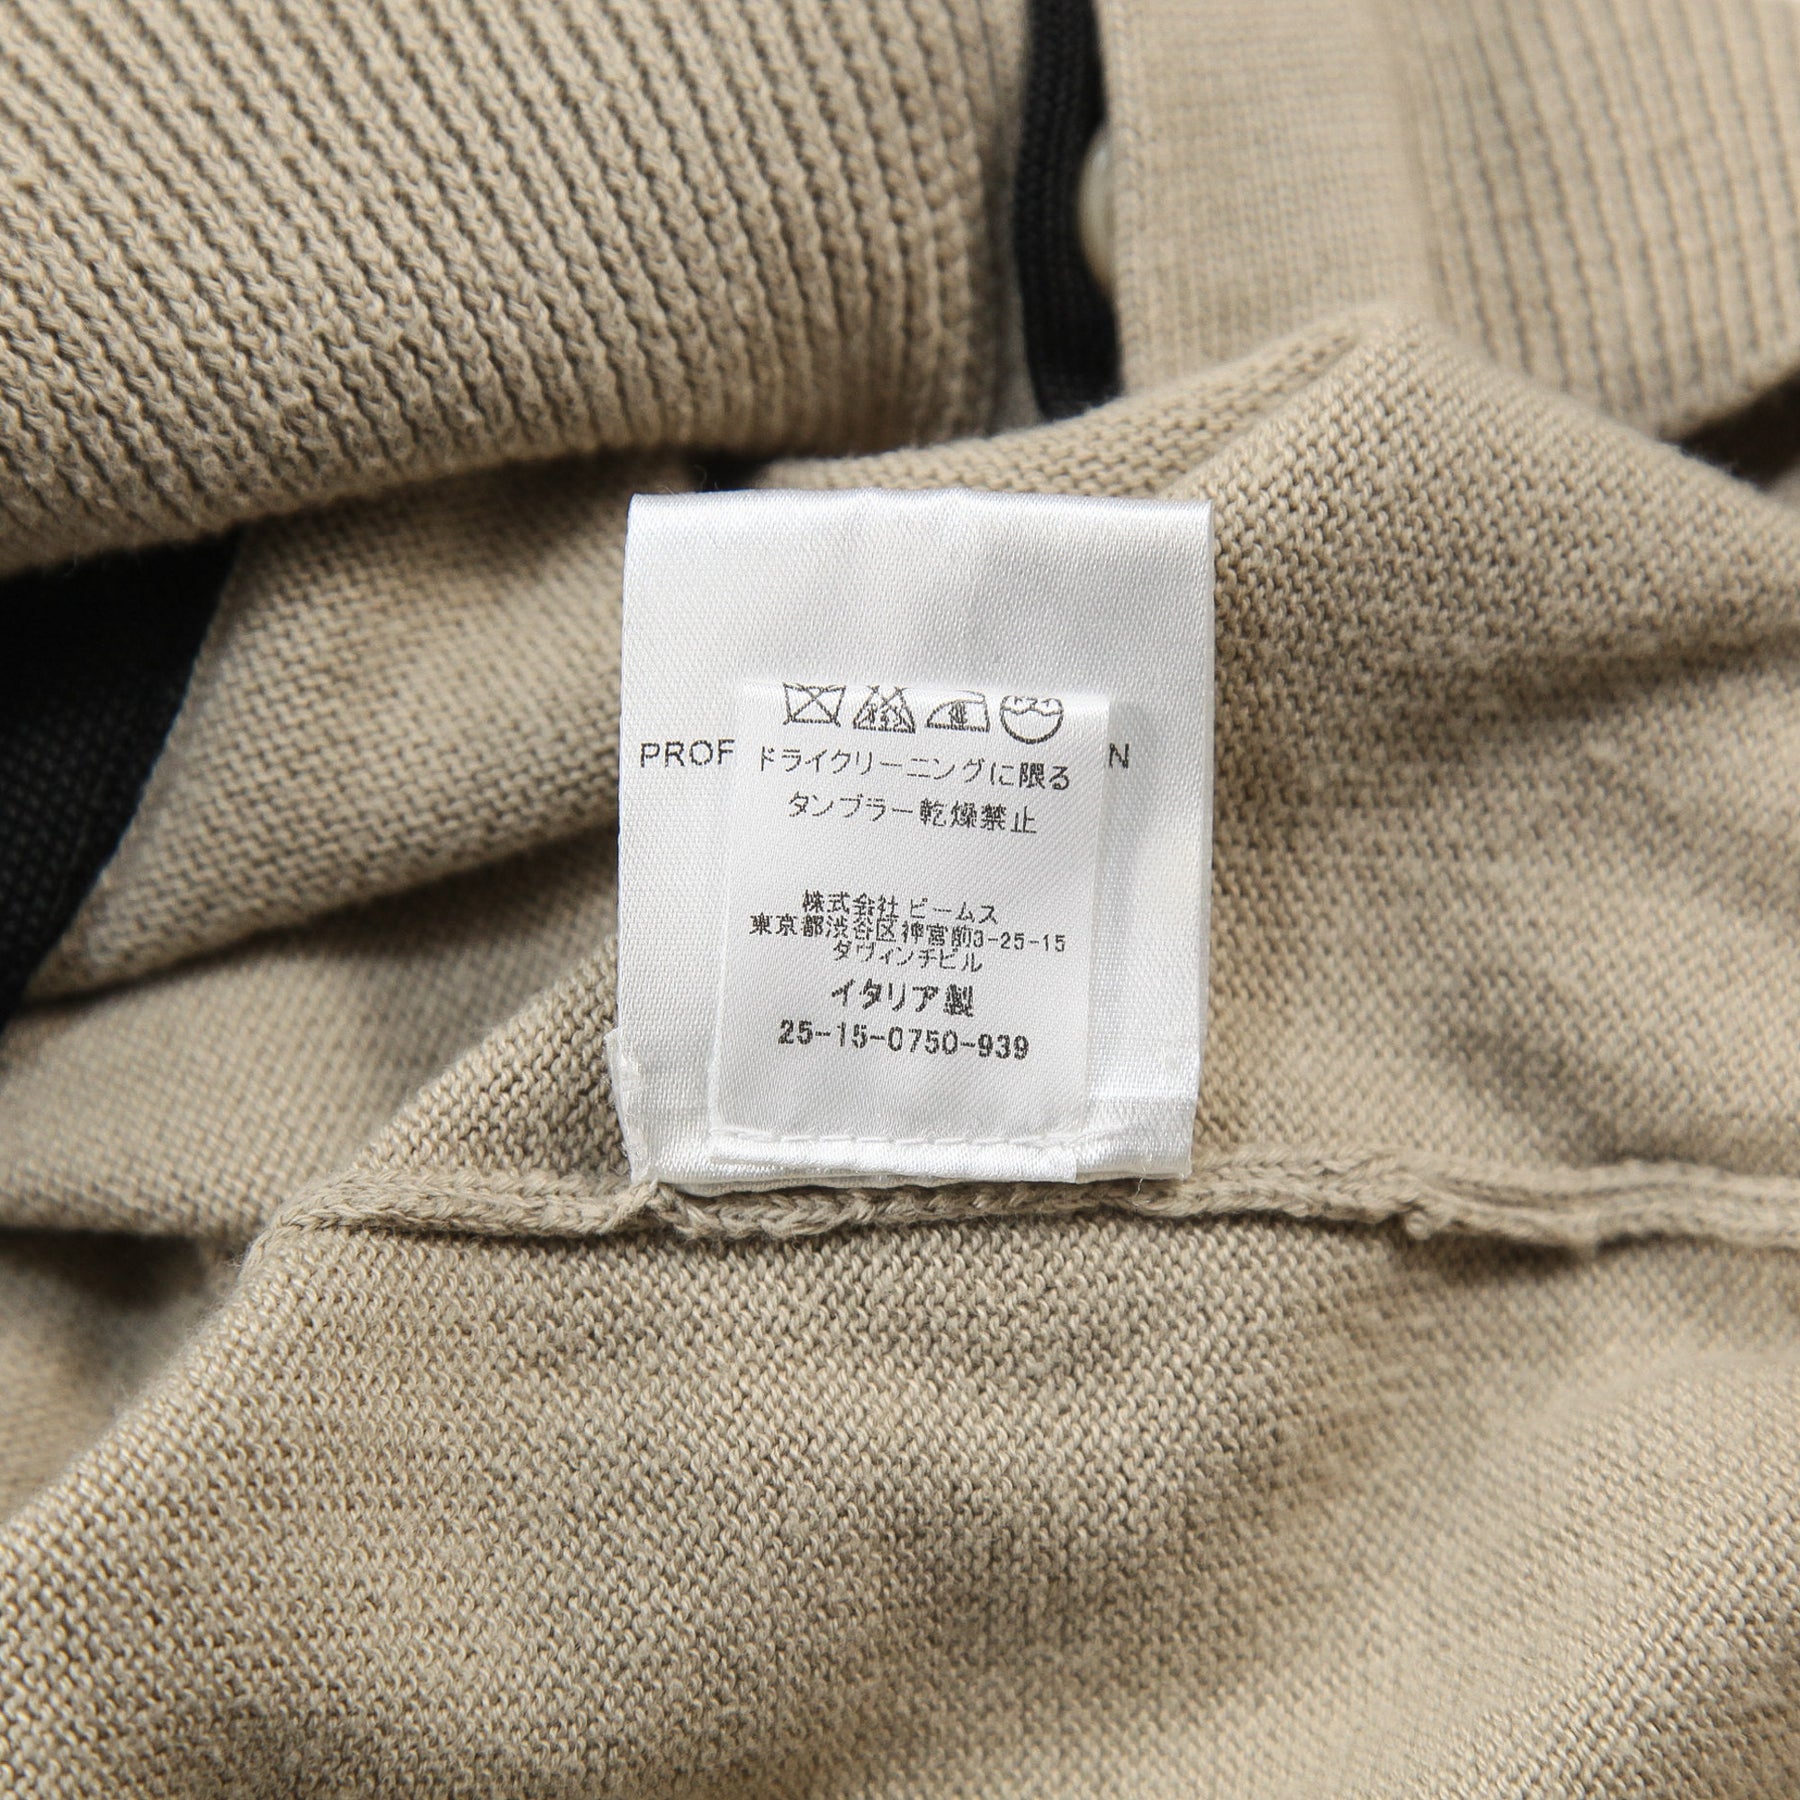 PROF
N
ドライクリーニングに限る
タンブラー乾燥禁止
株式会社 ビームス
東京都渋谷区神宮前3-25-15
ダヴィンチビル
イタリア製
25-15-0750-939